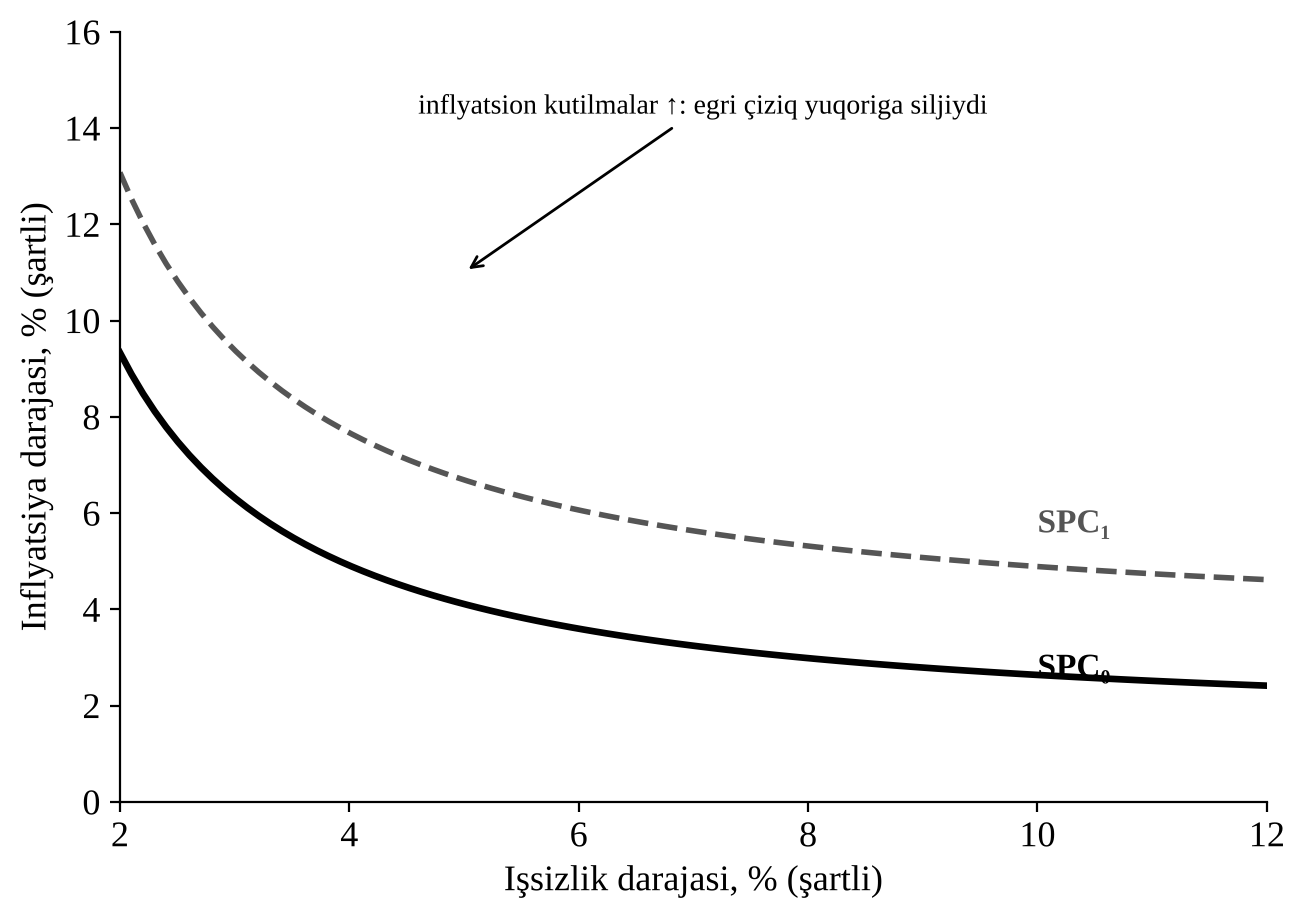 16
inflyatsion kutilmalar ↑: egri çiziq yuqoriga siljiydi
14
12
10
8
6
4
2
0
Inflyatsiya darajasi, % (şartli)
SPC₁
SPC₀
2 4 6 8 10 12
Işsizlik darajasi, % (şartli)